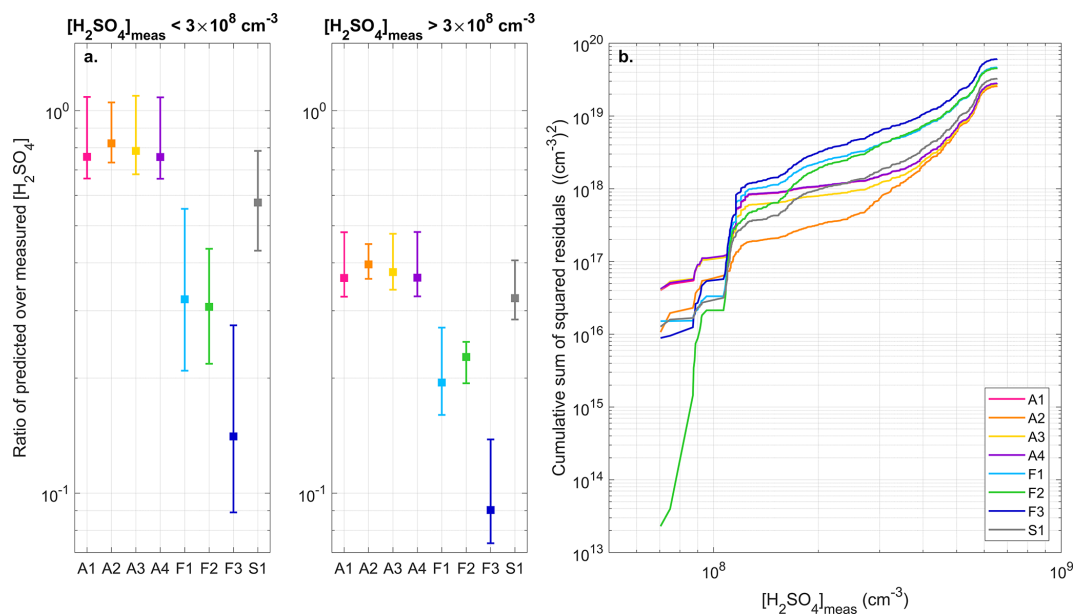 [H2SO4]meas < 3×10^8 cm^-3
[H2SO4]meas > 3×10^8 cm^-3
a.
Ratio of predicted over measured [H2SO4]
10^0
10^-1
A1 A2 A3 A4 F1 F2 F3 S1
A1 A2 A3 A4 F1 F2 F3 S1
b.
Cumulative sum of squared residuals ((cm^-3)^2)
10^20
10^19
10^18
10^17
10^16
10^15
10^14
10^13
10^0
10^-1
10^8
10^9
[H2SO4]meas (cm^-3)
A1
A2
A3
A4
F1
F2
F3
S1